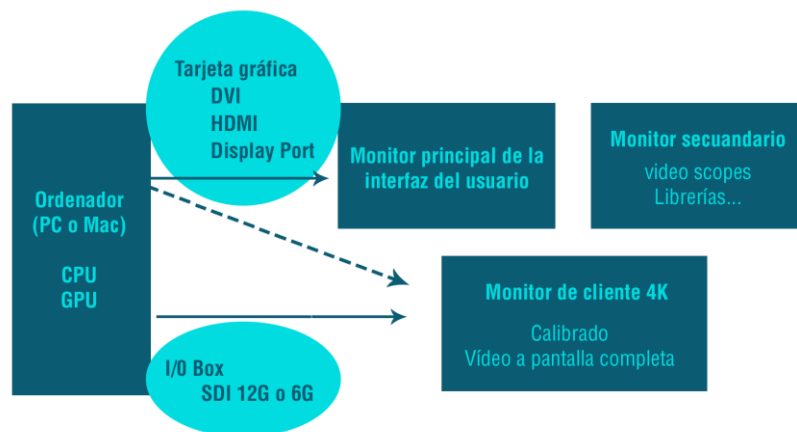 Tarjeta gráfica
DVI
HDMI
Display Port
Ordenador
(PC o Mac)
CPU
GPU
Monitor principal de la
interfaz del usuario
Monitor secuandario
video scopes
Librerías...
Monitor de cliente 4K
Calibrado
Vídeo a pantalla completa
I/0 Box
SDI 12G o 6G